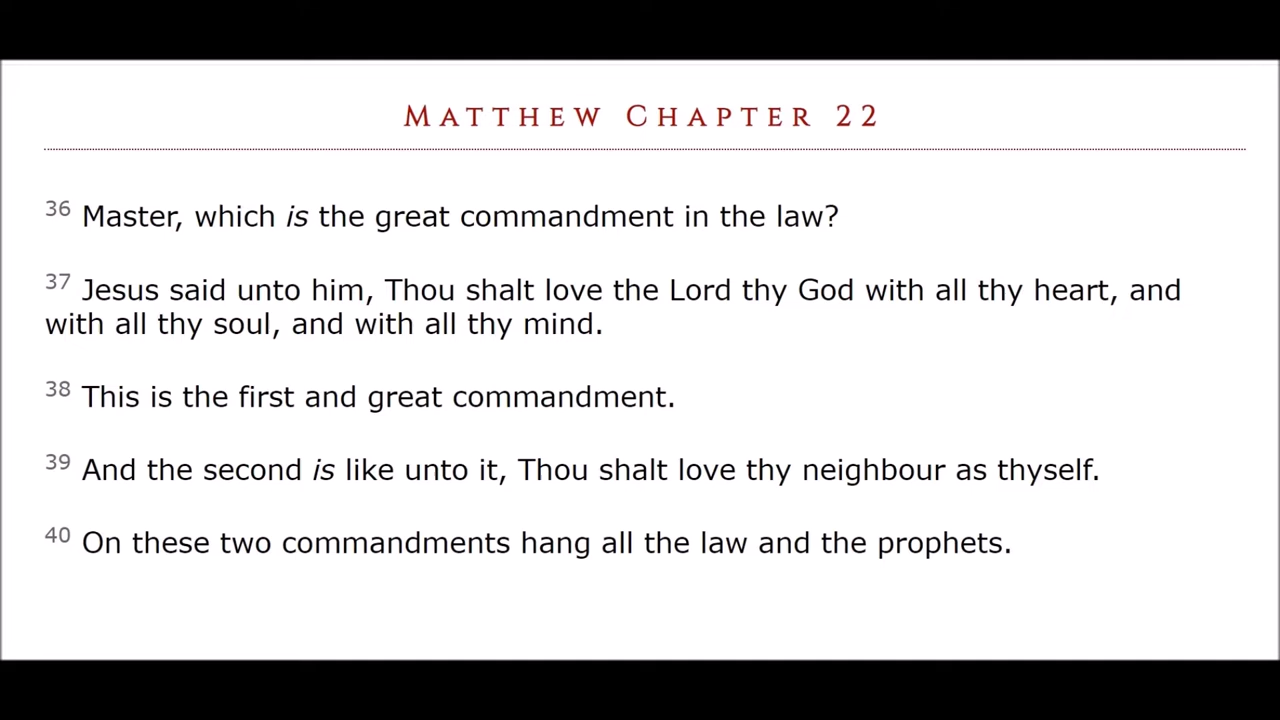 Matthew Chapter 22
36 Master, which is the great commandment in the law?
37 Jesus said unto him, Thou shalt love the Lord thy God with all thy heart, and
with all thy soul, and with all thy mind.
38 This is the first and great commandment.
39 And the second is like unto it, Thou shalt love thy neighbour as thyself.
40 On these two commandments hang all the law and the prophets.